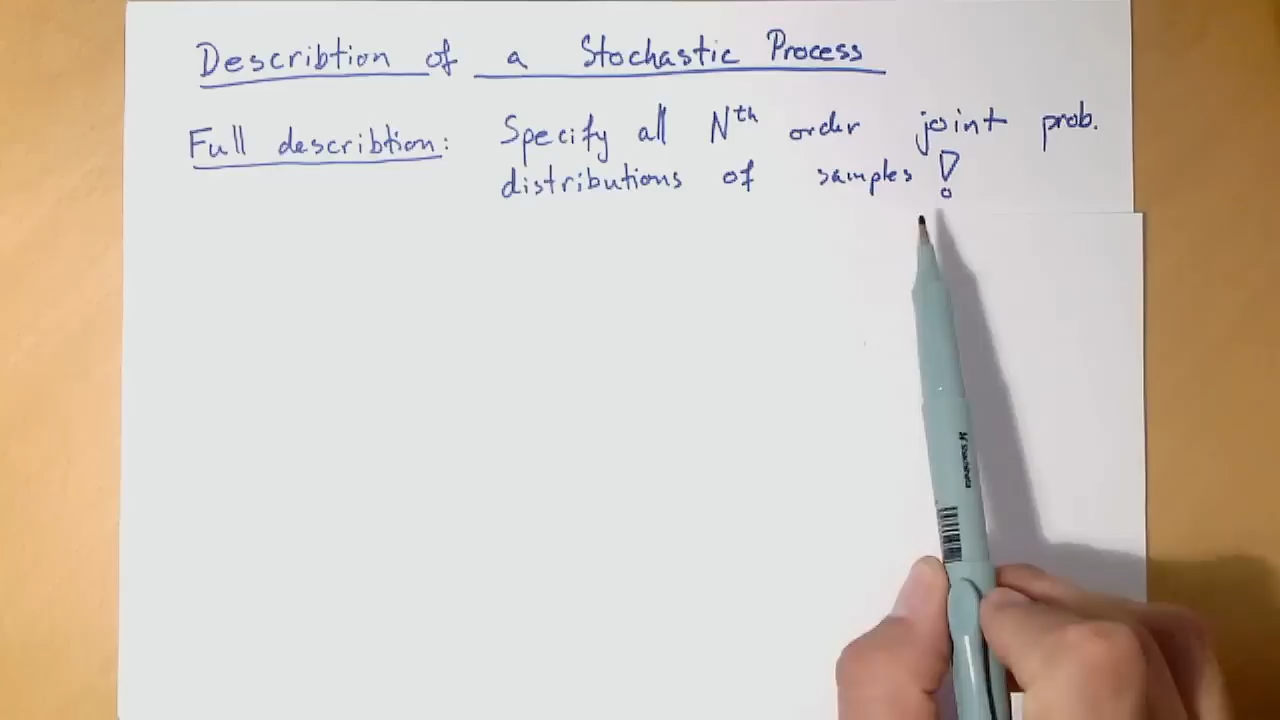 Describtion of a Stochastic Process
Full describtion: Specify all Nth order joint prob.
distributions of samples !